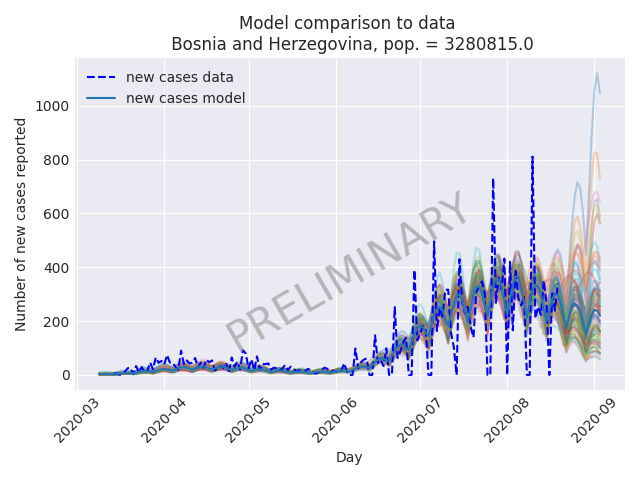 Model comparison to data
Bosnia and Herzegovina, pop. = 3280815.0
new cases data
new cases model
PRELIMINARY
Number of new cases reported
1000
800
600
400
200
0
2020-03
2020-04
2020-05
2020-06
2020-07
2020-08
2020-09
Day